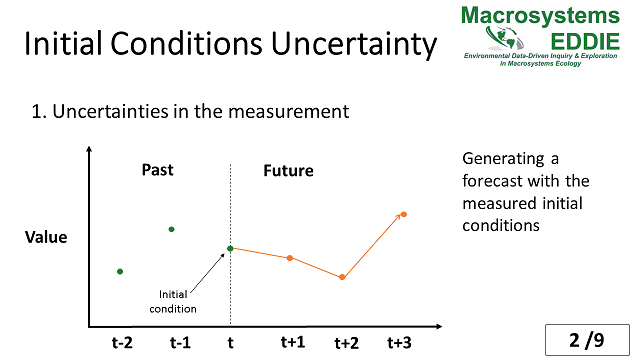 Initial Conditions Uncertainty
Macrosystems
EDDIE
Environmental Data-Driven Inquiry & Exploration
in Macrosystems Ecology
1. Uncertainties in the measurement
Past
Future
Value
Initial
condition
t-2
t-1
t
t+1
t+2
t+3
Generating a
forecast with the
measured initial
conditions
2 /9